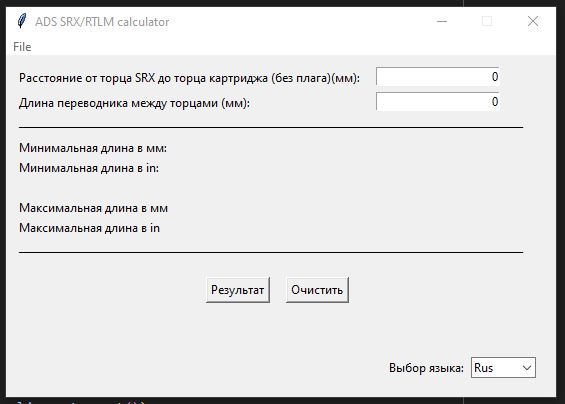 ADS SRX/RTLM calculator
File
Расстояние от торца SRX до торца картриджа (без плага)(мм): 0
Длина переводника между торцами (мм): 0
Минимальная длина в мм:
Минимальная длина в in:
Максимальная длина в мм
Максимальная длина в in
Результат Очистить
Выбор языка: Rus